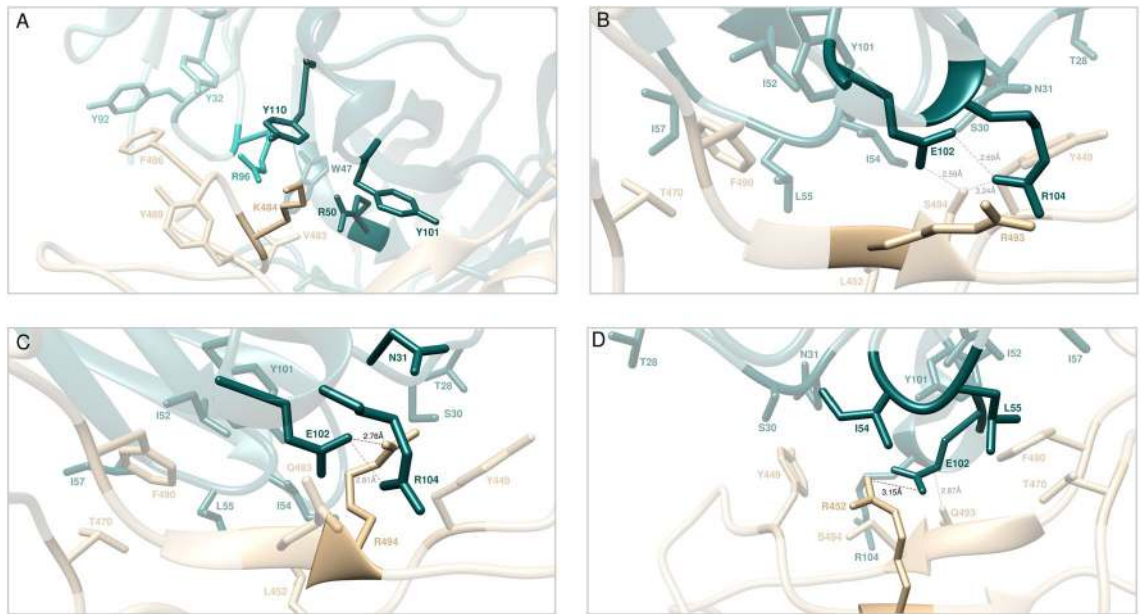 A
Y32
Y92
Y110
F486
R96
W47
K484
R50
Y489
V483
Y101
B
Y101
T28
I52
N31
I57
S30
I54
E102
2.69Å
Y449
F490
2.59Å
T470
L55
3.24Å
R104
S494
R493
L452
C
N31
Y101
T28
I52
S30
E102
2.76Å
Q493
2.81Å
I57
F490
R104
Y449
L55
I54
T470
R494
L452
D
T28
N31
I52
I57
Y101
L55
S30
I54
E102
F490
Y449
T470
3.15Å
2.87Å
R452
Q493
S494
R104